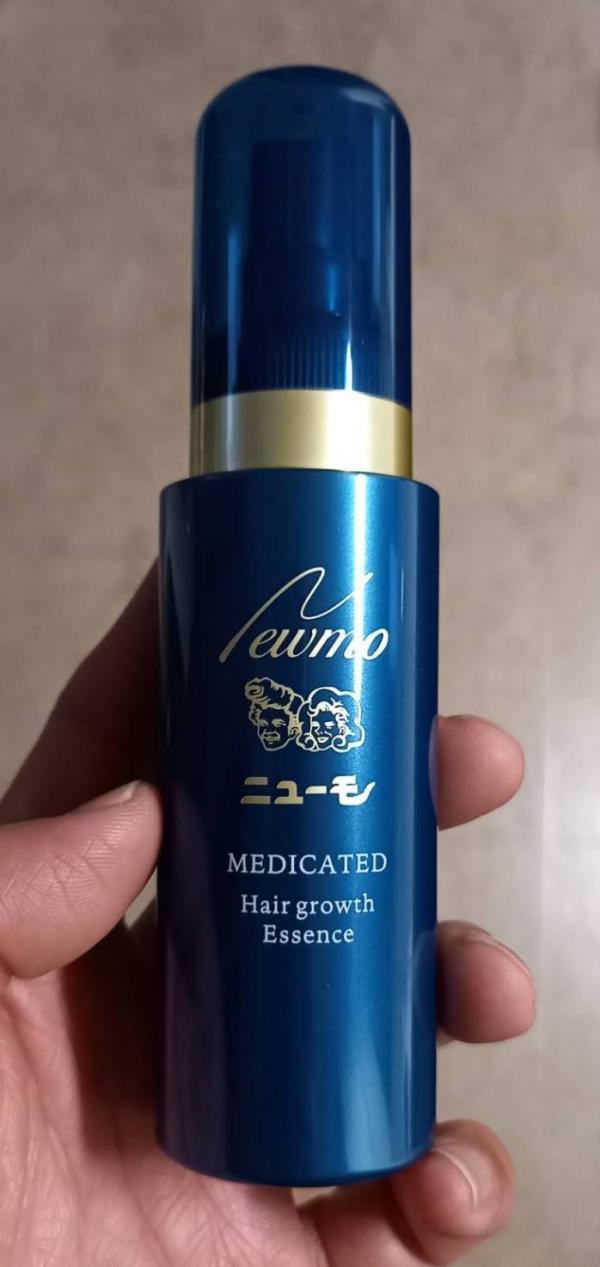 Newmo
ニューモ
MEDICATED
Hair growth
Essence